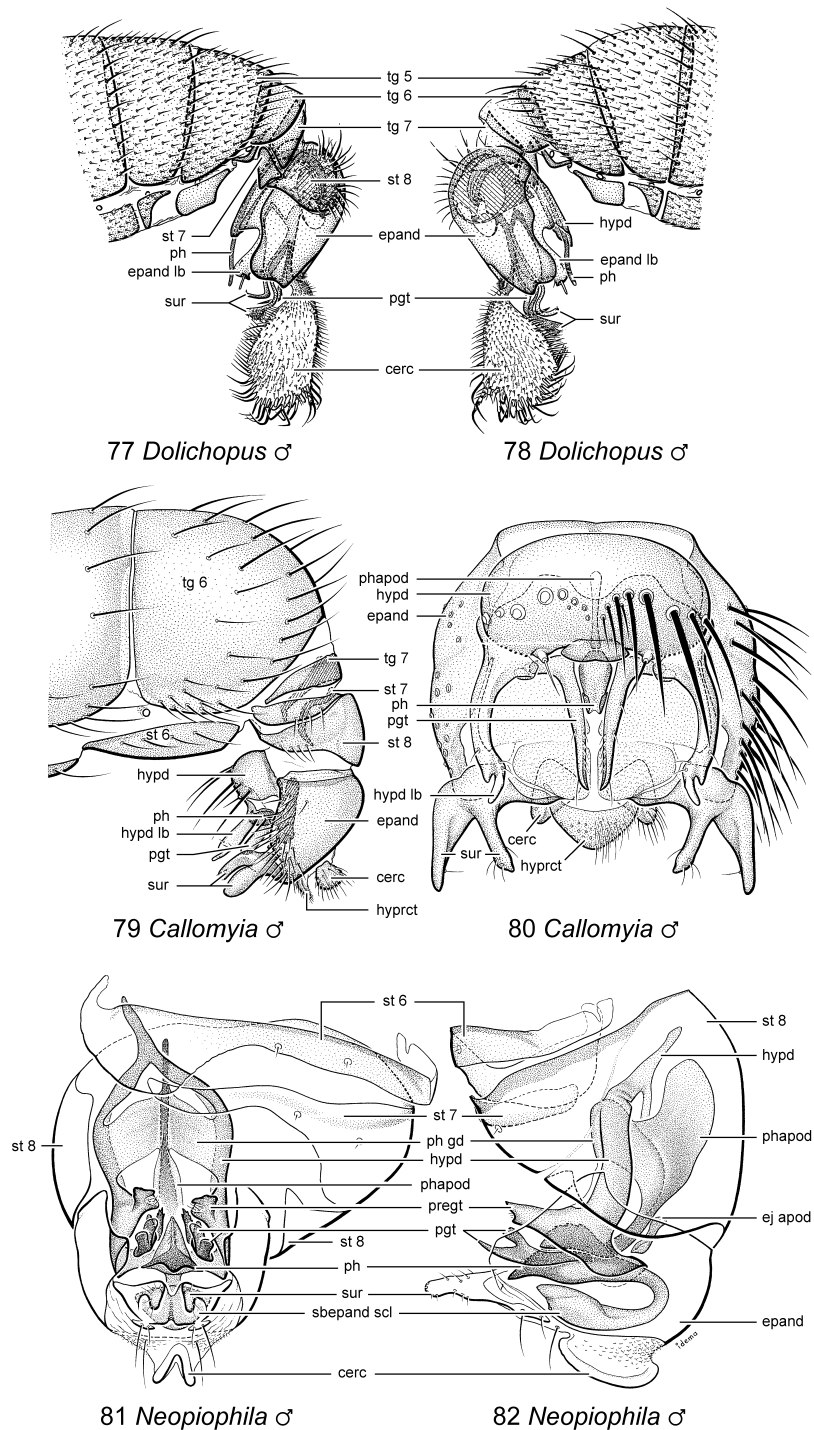 tg 5
tg 6
tg 7
st 8
st 7
ph
epand lb
sur
epand
pgt
cerc
hypd
epand lb
ph
sur
77 Dolichopus ♂
78 Dolichopus ♂
tg 6
st 6
hypd
ph
hypd lb
pgt
sur
phapod
hypd
epand
tg 7
st 7
ph
pgt
st 8
hypd lb
epand
cerc
hyprct
cerc
hyprct
sur
79 Callomyia ♂
80 Callomyia ♂
st 6
st 8
hypd
st 7
st 8
ph gd
hypd
phapod
phapod
pregt
pgt
ej apod
st 8
ph
sur
sbepand scl
epand
idema
cerc
81 Neopiophila ♂
82 Neopiophila ♂